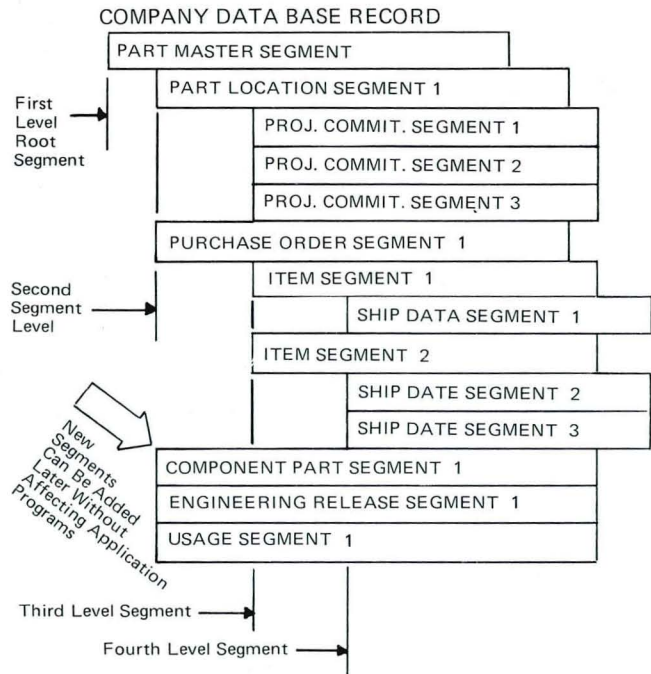 COMPANY DATA BASE RECORD
PART MASTER SEGMENT
PART LOCATION SEGMENT 1
First
Level
Root
Segment
PROJ. COMMIT. SEGMENT 1
PROJ. COMMIT. SEGMENT 2
PROJ. COMMIT. SEGMENT 3
PURCHASE ORDER SEGMENT 1
ITEM SEGMENT 1
Second
Segment
Level
SHIP DATA SEGMENT 1
ITEM SEGMENT 2
SHIP DATE SEGMENT 2
SHIP DATE SEGMENT 3
New
Segments
Can Be Added
Later Without
Affecting Application
Programs
COMPONENT PART SEGMENT 1
ENGINEERING RELEASE SEGMENT 1
USAGE SEGMENT 1
Third Level Segment
Fourth Level Segment